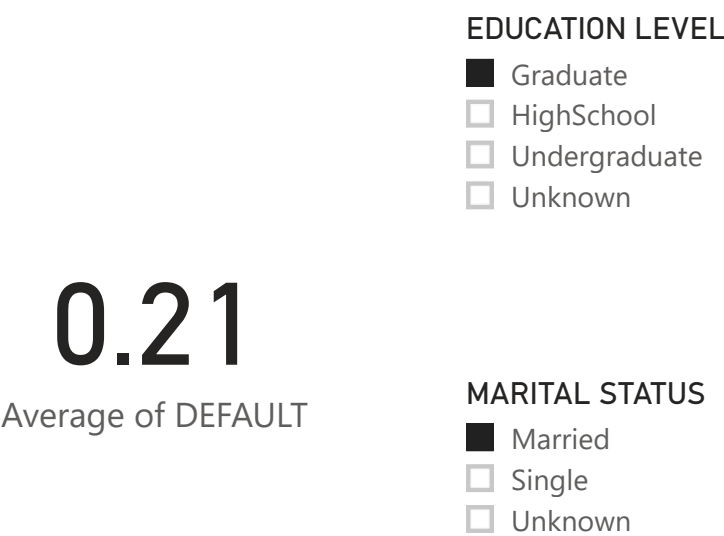 EDUCATION LEVEL
Graduate
HighSchool
Undergraduate
Unknown
0.21
Average of DEFAULT
MARITAL STATUS
Married
Single
Unknown